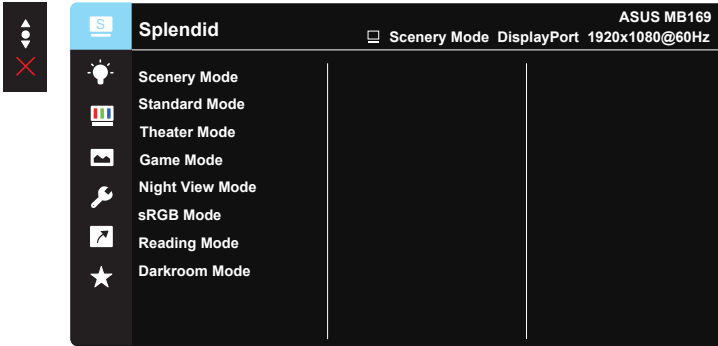 S
Splendid
ASUS MB169
Scenery Mode DisplayPort 1920x1080@60Hz
Scenery Mode
Standard Mode
Theater Mode
Game Mode
Night View Mode
sRGB Mode
Reading Mode
Darkroom Mode